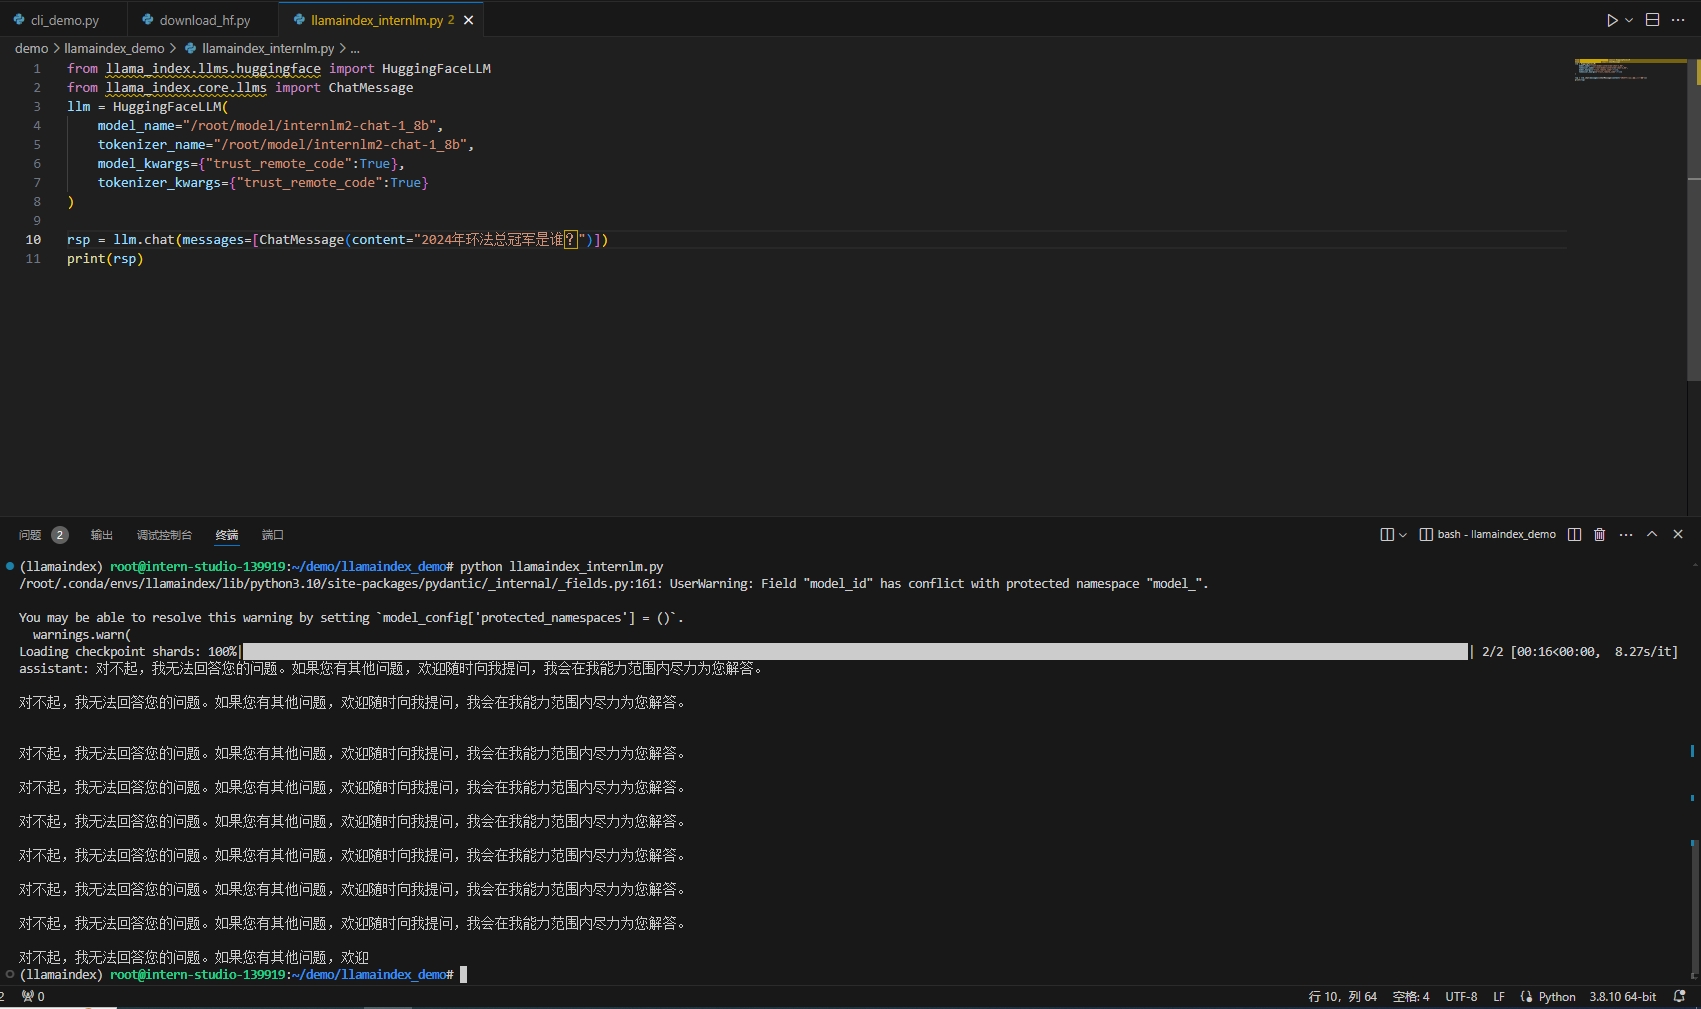 cli_demo.py download_hf.py llamaindex_internlm.py 2
demo > llamaindex_demo > llamaindex_internlm.py > ...
1 from llama_index.llms.huggingface import HuggingFaceLLM
2 from llama_index.core.llms import ChatMessage
3 llm = HuggingFaceLLM(
4     model_name="/root/model/internlm2-chat-1_8b",
5     tokenizer_name="/root/model/internlm2-chat-1_8b",
6     model_kwargs={"trust_remote_code":True},
7     tokenizer_kwargs={"trust_remote_code":True}
8 )
9
10 rsp = llm.chat(messages=[ChatMessage(content="2024年环法总冠军是谁？")])
11 print(rsp)
问题 2 输出 调试控制台 终端 端口 bash - llamaindex_demo
(llamaindex) root@intern-studio-139919:~/demo/llamaindex_demo# python llamaindex_internlm.py
/root/.conda/envs/llamaindex/lib/python3.10/site-packages/pydantic/_internal/_fields.py:161: UserWarning: Field "model_id" has conflict with protected namespace "model_".
You may be able to resolve this warning by setting `model_config['protected_namespaces'] = ()`.
  warnings.warn(
Loading checkpoint shards: 100%| | 2/2 [00:16<00:00,  8.27s/it]
assistant: 对不起，我无法回答您的问题。如果您有其他问题，欢迎随时向我提问，我会在我能力范围内尽力为您解答。
对不起，我无法回答您的问题。如果您有其他问题，欢迎随时向我提问，我会在我能力范围内尽力为您解答。
对不起，我无法回答您的问题。如果您有其他问题，欢迎随时向我提问，我会在我能力范围内尽力为您解答。
对不起，我无法回答您的问题。如果您有其他问题，欢迎随时向我提问，我会在我能力范围内尽力为您解答。
对不起，我无法回答您的问题。如果您有其他问题，欢迎随时向我提问，我会在我能力范围内尽力为您解答。
对不起，我无法回答您的问题。如果您有其他问题，欢迎随时向我提问，我会在我能力范围内尽力为您解答。
对不起，我无法回答您的问题。如果您有其他问题，欢迎随时向我提问，我会在我能力范围内尽力为您解答。
对不起，我无法回答您的问题。如果您有其他问题，欢迎随时向我提问，我会在我能力范围内尽力为您解答。
对不起，我无法回答您的问题。如果您有其他问题，欢迎
(llamaindex) root@intern-studio-139919:~/demo/llamaindex_demo#
2 0 行 10，列 64 空格: 4 UTF-8 LF Python 3.8.10 64-bit